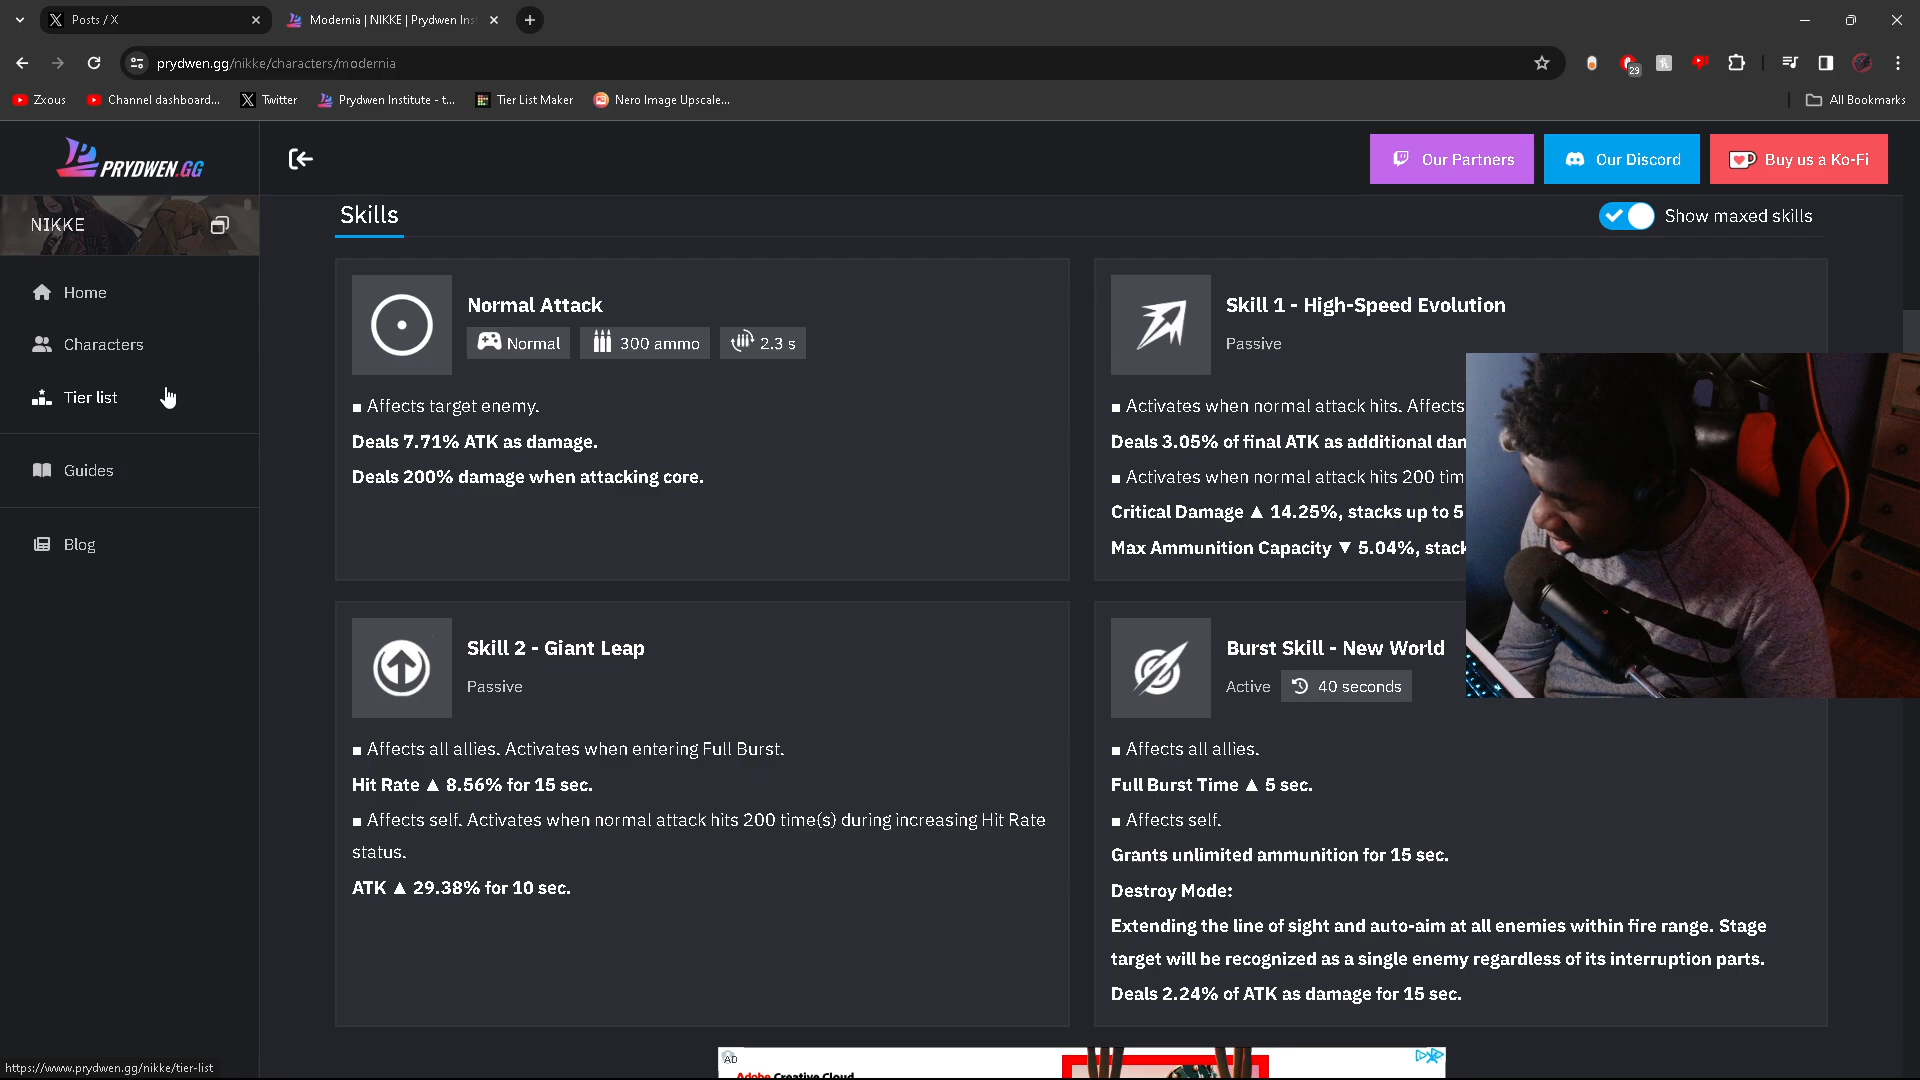 Posts / X
Modernia | NIKKE | Prydwen Ins
prydwen.gg/nikke/characters/modernia
29
Zxous
Channel dashboard...
Twitter
Prydwen Institute - t...
Tier List Maker
Nero Image Upscale...
All Bookmarks
PRYDWEN.GG
Our Partners
Our Discord
Buy us a Ko-Fi
NIKKE
Home
Characters
Tier list
Guides
Blog
Skills
Show maxed skills
Normal Attack
Normal
300 ammo
2.3 s
■ Affects target enemy.
Deals 7.71% ATK as damage.
Deals 200% damage when attacking core.
Skill 1 - High-Speed Evolution
Passive
■ Activates when normal attack hits. Affects
Deals 3.05% of final ATK as additional
■ Activates when normal attack hits 200
Critical Damage ▲ 14.25%, stacks up to 5
Max Ammunition Capacity ▼ 5.04%,
Skill 2 - Giant Leap
Passive
■ Affects all allies. Activates when entering Full Burst.
Hit Rate ▲ 8.56% for 15 sec.
■ Affects self. Activates when normal attack hits 200 time(s) during increasing Hit Rate
status.
ATK ▲ 29.38% for 10 sec.
Burst Skill - New World
Active
40 seconds
■ Affects all allies.
Full Burst Time ▲ 5 sec.
■ Affects self.
Grants unlimited ammunition for 15 sec.
Destroy Mode:
Extending the line of sight and auto-aim at all enemies within fire range. Stage
target will be recognized as a single enemy regardless of its interruption parts.
Deals 2.24% of ATK as damage for 15 sec.
AD
Adobe Creative Cloud
https://www.prydwen.gg/nikke/tier-list